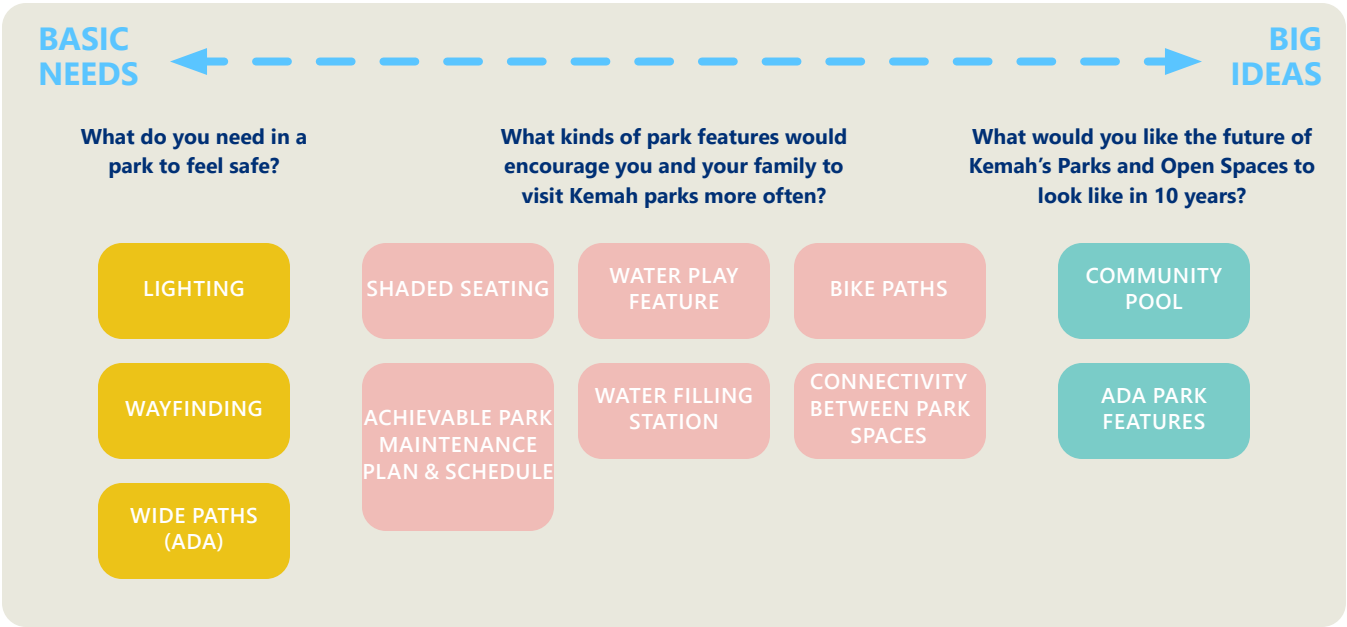 BASIC
NEEDS
BIG
IDEAS
What do you need in a
park to feel safe?
What kinds of park features would
encourage you and your family to
visit Kemah parks more often?
What would you like the future of
Kemah’s Parks and Open Spaces to
look like in 10 years?
LIGHTING
WAYFINDING
WIDE PATHS
(ADA)
SHADED SEATING
ACHIEVABLE PARK
MAINTENANCE
PLAN & SCHEDULE
WATER PLAY
FEATURE
WATER FILLING
STATION
BIKE PATHS
CONNECTIVITY
BETWEEN PARK
SPACES
COMMUNITY
POOL
ADA PARK
FEATURES